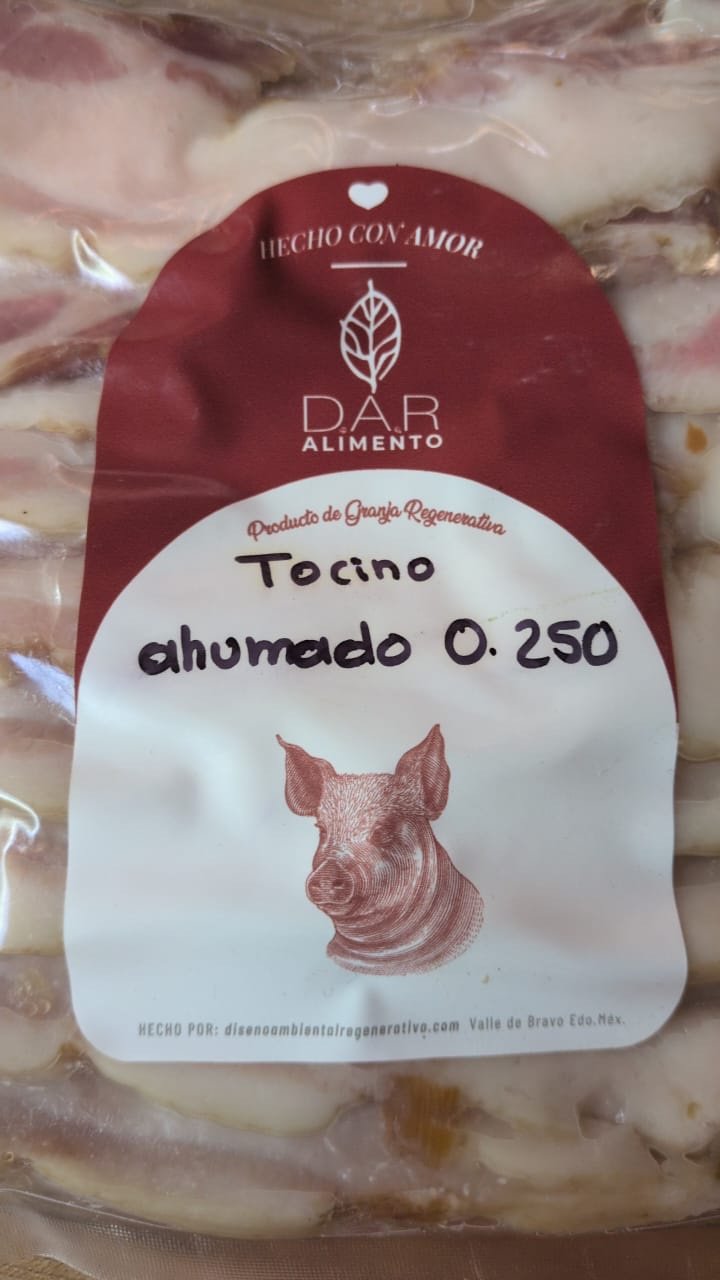 HECHO CON AMOR
D.A.R
ALIMENTO
Producto de Granja Regenerativa
Tocino
ahumado 0.250
HECHO POR: disenoambientalregenerativo.com Valle de Bravo Edo.Méx.